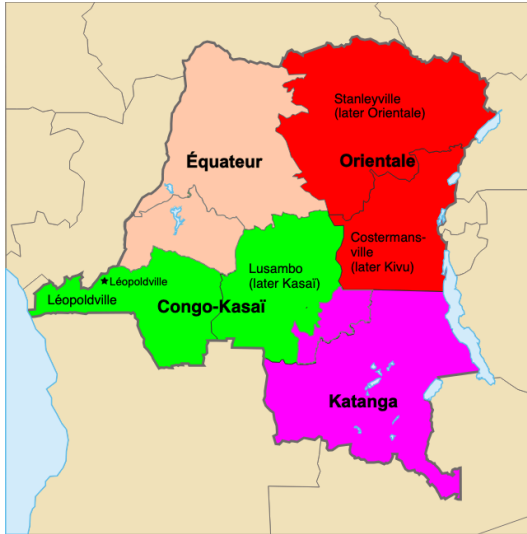 Stanleyville
(later Orientale)
Équateur
Orientale
Costermans-
ville
(later Kivu)
Lusambo
(later Kasaï)
Léopoldville
Léopoldville
Congo-Kasaï
Katanga